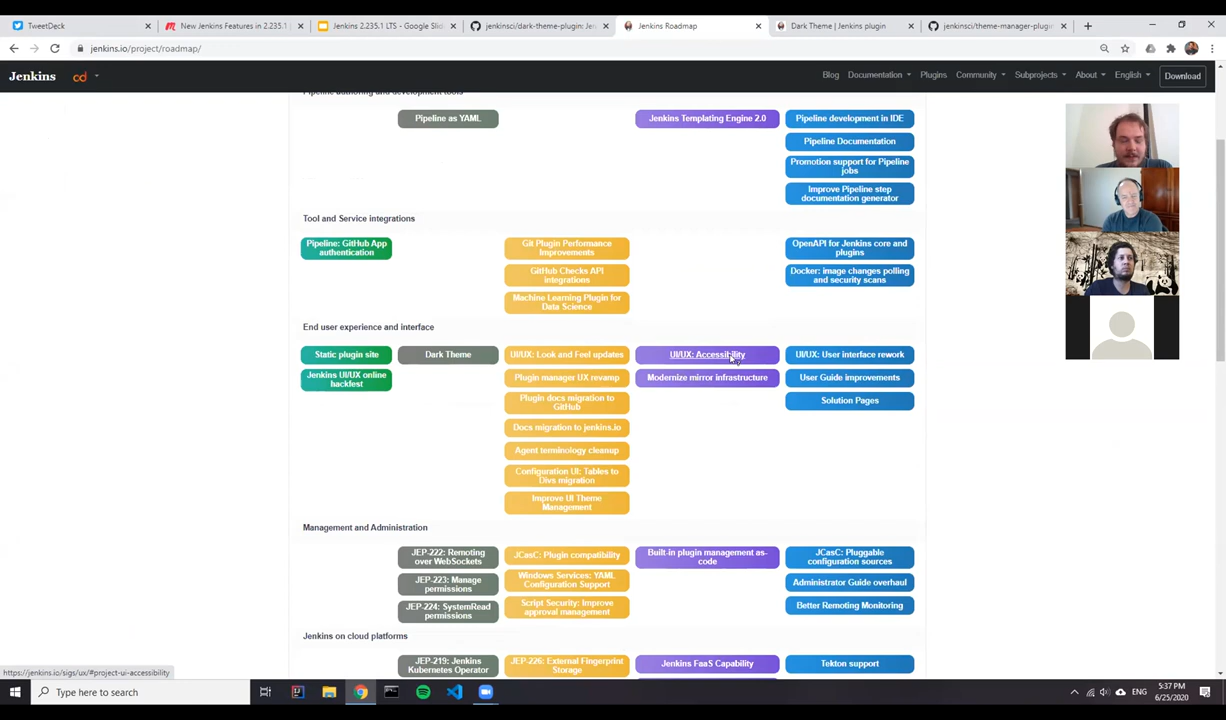 TweetDeck
New Jenkins Features in 2.235.1 L
Jenkins 2.235.1 LTS - Google Slid
jenkinsci/dark-theme-plugin: Jen
Jenkins Roadmap
Dark Theme | Jenkins plugin
jenkinsci/theme-manager-plugin
jenkins.io/project/roadmap/
Jenkins
cd
Blog
Documentation
Plugins
Community
Subprojects
About
English
Download
Pipeline authoring and development tools
Pipeline as YAML
Jenkins Templating Engine 2.0
Pipeline development in IDE
Pipeline Documentation
Promotion support for Pipeline
jobs
Improve Pipeline step
documentation generator
Tool and Service integrations
Pipeline: GitHub App
authentication
Git Plugin Performance
Improvements
GitHub Checks API
integrations
Machine Learning Plugin for
Data Science
OpenAPI for Jenkins core and
plugins
Docker: image changes polling
and security scans
End user experience and interface
Static plugin site
Jenkins UI/UX online
hackfest
Dark Theme
UI/UX: Look and Feel updates
Plugin manager UX revamp
Plugin docs migration to
GitHub
Docs migration to jenkins.io
Agent terminology cleanup
Configuration UI: Tables to
Divs migration
Improve UI Theme
Management
UI/UX: Accessibility
Modernize mirror infrastructure
UI/UX: User interface rework
User Guide improvements
Solution Pages
Management and Administration
JEP-222: Remoting
over WebSockets
JEP-223: Manage
permissions
JEP-224: SystemRead
permissions
JCasC: Plugin compatibility
Windows Services: YAML
Configuration Support
Script Security: Improve
approval management
Built-in plugin management as-
code
JCasC: Pluggable
configuration sources
Administrator Guide overhaul
Better Remoting Monitoring
Jenkins on cloud platforms
JEP-219: Jenkins
Kubernetes Operator
JEP-226: External Fingerprint
Storage
Jenkins FaaS Capability
Tekton support
https://jenkins.io/sigs/ux/#project-ui-accessibility
Type here to search
ENG
5:37 PM
6/25/2020